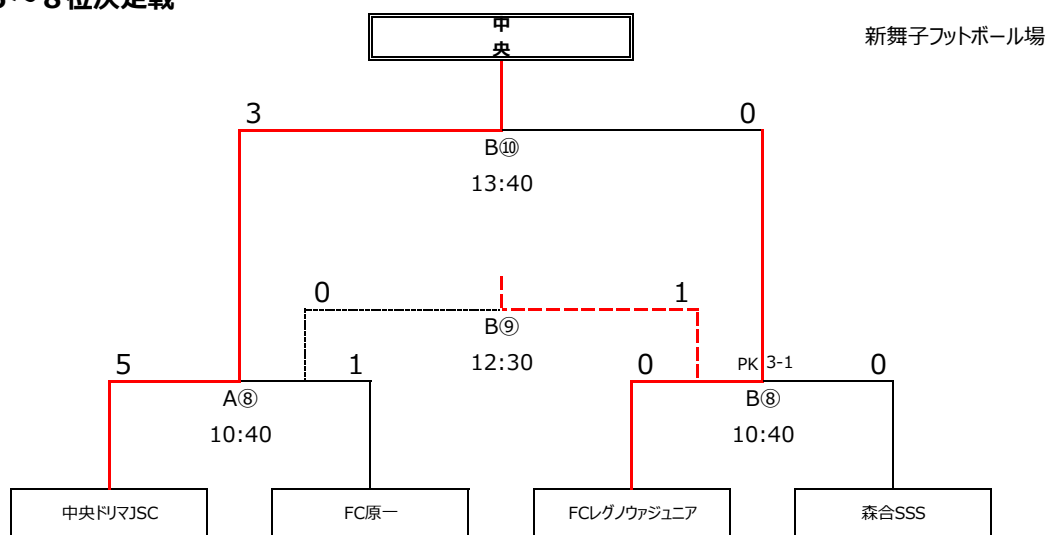 8位決定戦
中
央
新舞子フットボール場
3
0
B⑩
13:40
0
1
B⑨
12:30
5
1
0
PK 3-1
0
A⑧
B⑧
10:40
10:40
中央ドリマJSC
FC原一
FCレグノヴァジュニア
森合SSS